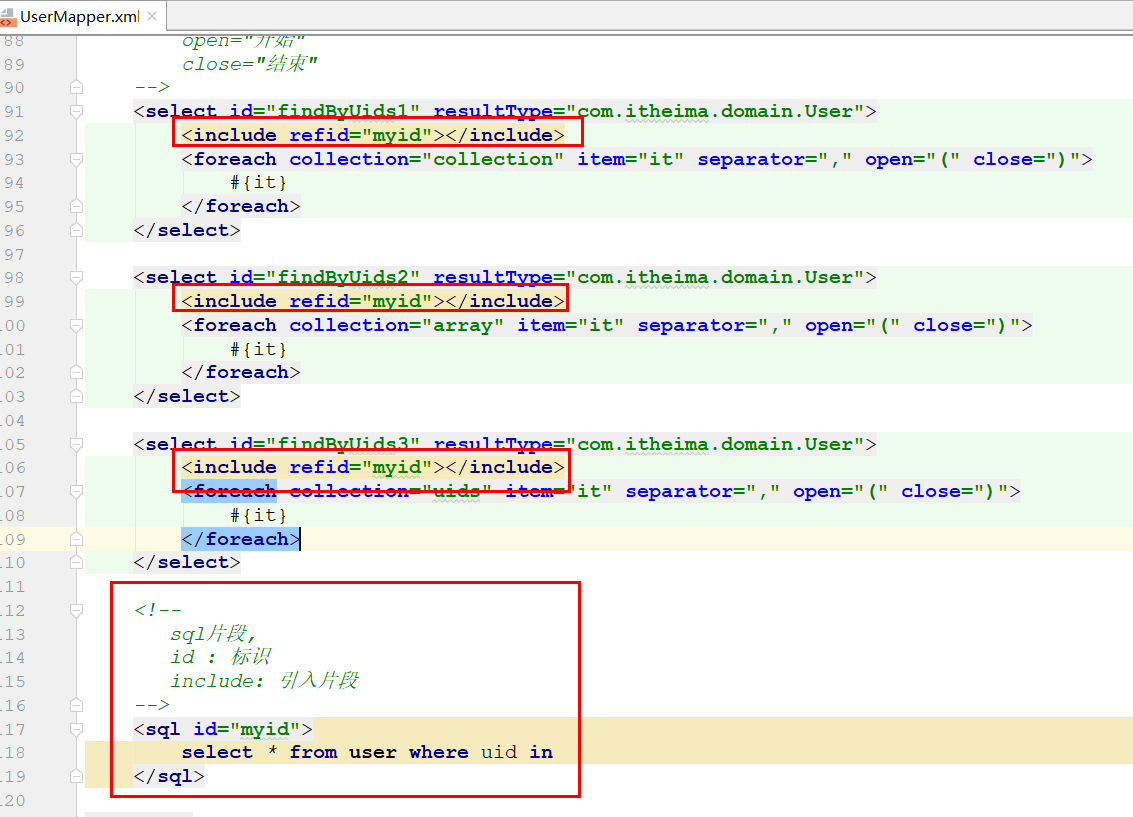 UserMapper.xml
88 open="开始"
89 close="结束"
90 -->
91 <select id="findByUids1" resultType="com.itheima.domain.User">
92 <include refid="myid"></include>
93 <foreach collection="collection" item="it" separator="," open="(" close=")">
94 #{it}
95 </foreach>
96 </select>
97
98 <select id="findByUids2" resultType="com.itheima.domain.User">
99 <include refid="myid"></include>
00 <foreach collection="array" item="it" separator="," open="(" close=")">
01 #{it}
02 </foreach>
03 </select>
04
05 <select id="findByUids3" resultType="com.itheima.domain.User">
06 <include refid="myid"></include>
07 <foreach collection="uids" item="it" separator="," open="(" close=")">
08 #{it}
09 </foreach>
10 </select>
11
12 <!--
13 sql片段,
14 id : 标识
15 include: 引入片段
16 -->
17 <sql id="myid">
18 select * from user where uid in
19 </sql>
20